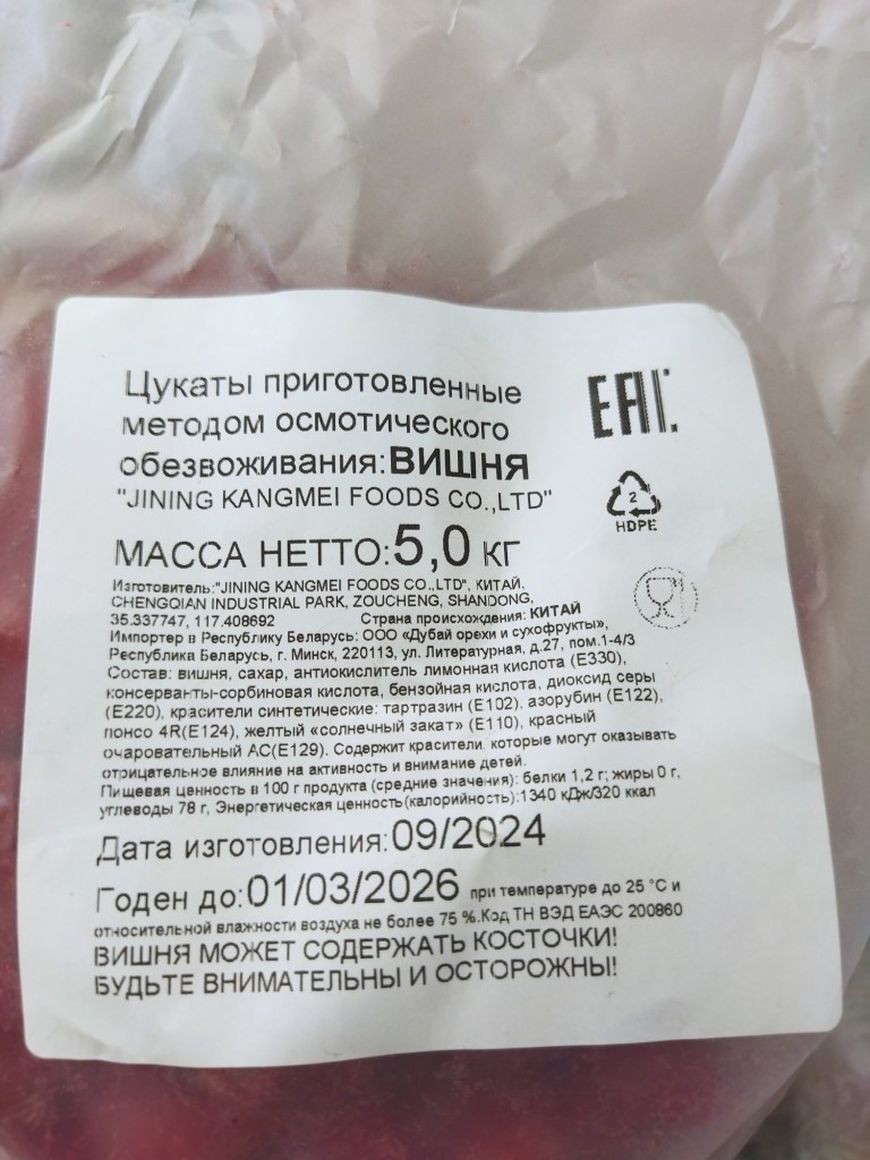 Цукаты приготовленные
методом осмотического
обезвоживания:ВИШНЯ
"JINING KANGMEI FOODS CO.,LTD"
МАССА НЕТТО:5,0 кг
EAC
2
HDPE
Изготовитель:"JINING KANGMEI FOODS CO.,LTD", КИТАЙ.
CHENGQIAN INDUSTRIAL PARK, ZOUCHENG, SHANDONG,
35.337747, 117.408692 Страна происхождения: КИТАЙ
Импортер в Республику Беларусь: ООО «Дубай орехи и сухофрукты»,
Республика Беларусь, г. Минск, 220113, ул. Литературная, д.27, пом.1-4/3
Состав: вишня, сахар, антиокислитель лимонная кислота (Е330),
консерванты-сорбиновая кислота, бензойная кислота, диоксид серы
(Е220), красители синтетические: тартразин (Е102), азорубин (Е122),
понсо 4R(Е124), желтый «солнечный закат» (Е110), красный
очаровательный АС(Е129). Содержит красители, которые могут оказывать
отрицательное влияние на активность и внимание детей.
Пищевая ценность в 100 г продукта (средние значения): белки 1,2 г; жиры 0 г,
углеводы 78 г, Энергетическая ценность(калорийность):1340 кДж/320 ккал
Дата изготовления:09/2024
Годен до:01/03/2026 при температуре до 25 °С и
относительной влажности воздуха не более 75 %.Код ТН ВЭД ЕАЭС 200860
ВИШНЯ МОЖЕТ СОДЕРЖАТЬ КОСТОЧКИ!
БУДЬТЕ ВНИМАТЕЛЬНЫ И ОСТОРОЖНЫ!